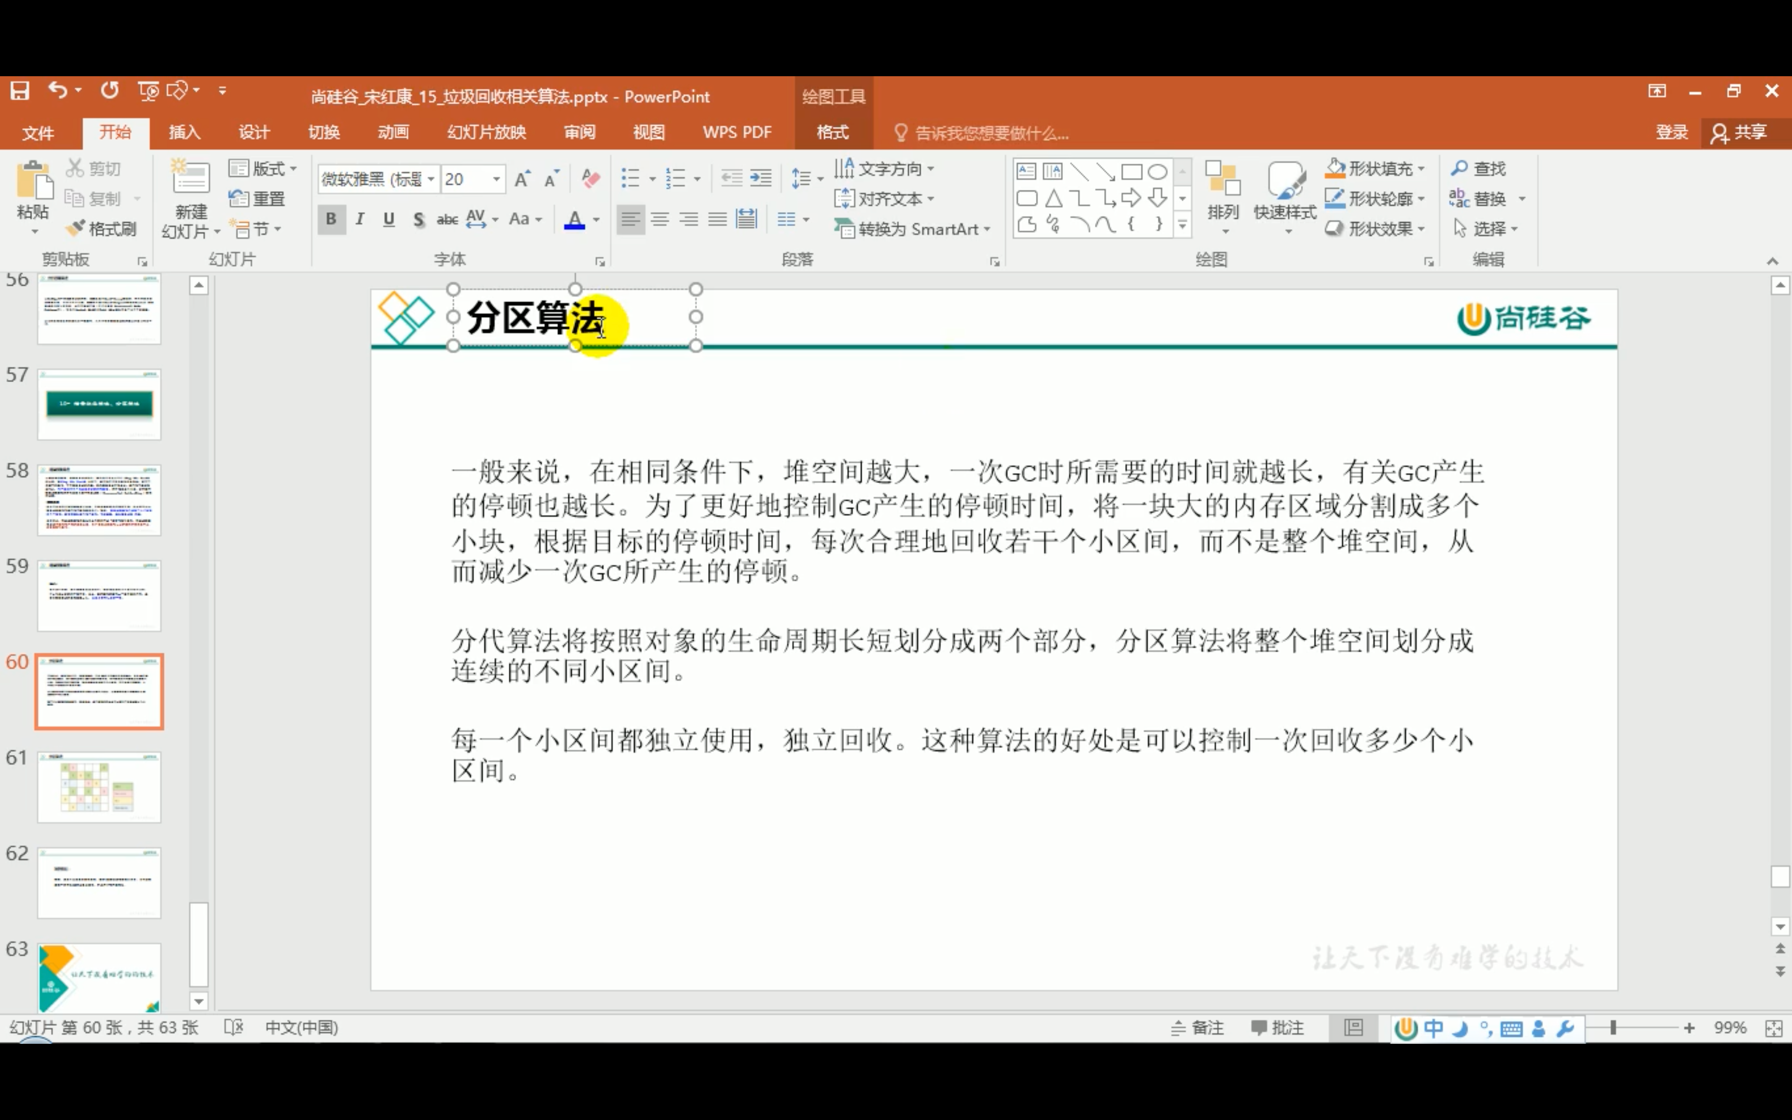 尚硅谷_宋红康_15_垃圾回收相关算法.pptx - PowerPoint
绘图工具
文件
开始
插入
设计
切换
动画
幻灯片放映
审阅
视图
WPS PDF
格式
告诉我您想要做什么...
登录
共享
粘贴
剪切
复制
格式刷
剪贴板
新建
幻灯片
版式
重置
节
幻灯片
微软雅黑 (标题
20
B I U S abc AV Aa A
字体
文字方向
对齐文本
转换为 SmartArt
段落
排列
快速样式
形状填充
形状轮廓
形状效果
绘图
查找
替换
选择
编辑
56
57
58
59
60
61
62
63
让天下没有难学的技术
分区算法
尚硅谷
一般来说，在相同条件下，堆空间越大，一次GC时所需要的时间就越长，有关GC产生
的停顿也越长。为了更好地控制GC产生的停顿时间，将一块大的内存区域分割成多个
小块，根据目标的停顿时间，每次合理地回收若干个小区间，而不是整个堆空间，从
而减少一次GC所产生的停顿。
分代算法将按照对象的生命周期长短划分成两个部分，分区算法将整个堆空间划分成
连续的不同小区间。
每一个小区间都独立使用，独立回收。这种算法的好处是可以控制一次回收多少个小
区间。
让天下没有难学的技术
幻灯片 第 60 张，共 63 张
中文(中国)
备注
批注
中
99%